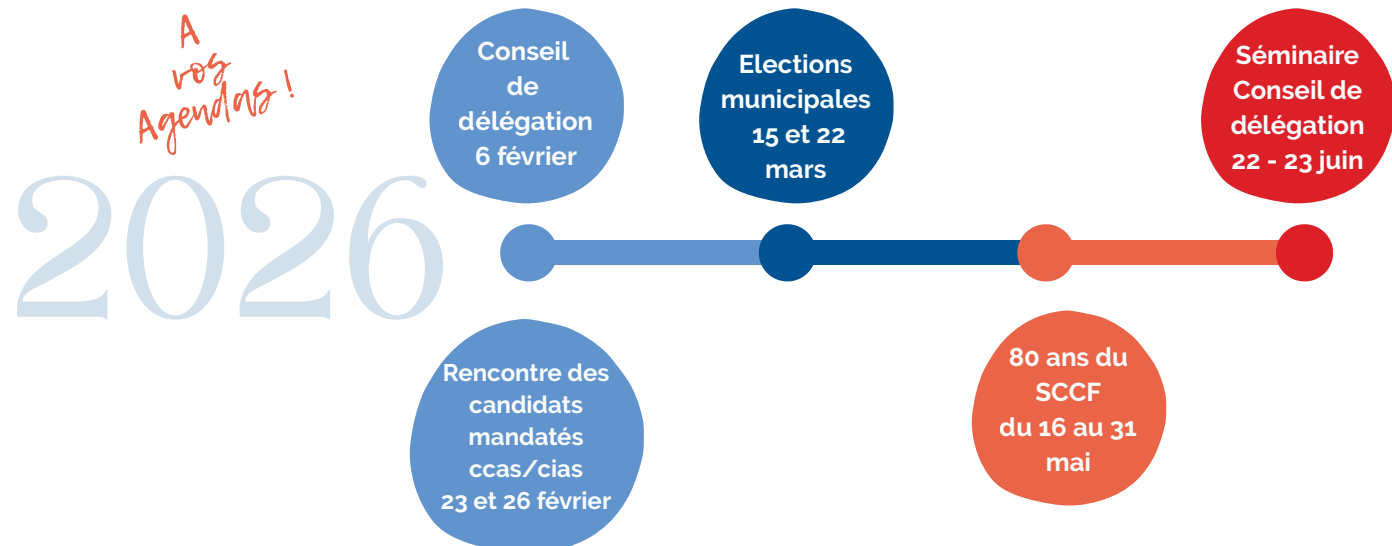 A
vos
Agendas !
2026
Conseil
de
délégation
6 février
Elections
municipales
15 et 22
mars
Séminaire
Conseil de
délégation
22 - 23 juin
Rencontre des
candidats
mandatés
ccas/cias
23 et 26 février
80 ans du
SCCF
du 16 au 31
mai